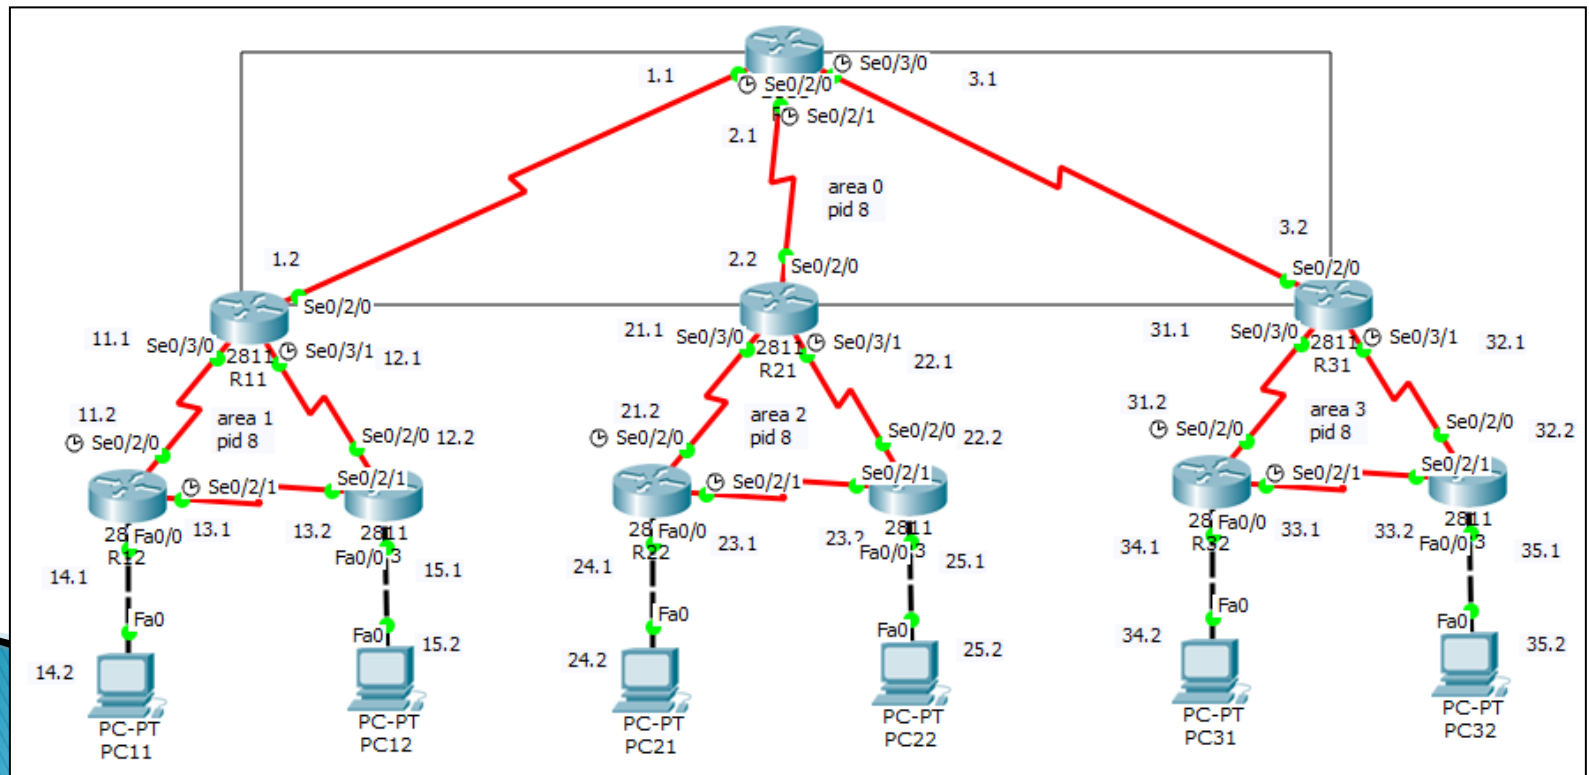 Se0/3/0
1.1
3.1
Se0/2/0
Se0/2/1
2.1
area 0
pid 8
3.2
1.2
2.2
Se0/2/0
Se0/2/0
Se0/2/0
11.1
Se0/3/0
2811
R11
Se0/3/1
12.1
21.1
Se0/3/0
2811
R21
Se0/3/1
22.1
31.1
Se0/3/0
2811
R31
Se0/3/1
32.1
11.2
Se0/2/0
area 1
pid 8
Se0/2/0
12.2
21.2
Se0/2/0
area 2
pid 8
Se0/2/0
22.2
31.2
Se0/2/0
area 3
pid 8
Se0/2/0
32.2
Se0/2/1
Se0/2/1
Se0/2/1
Se0/2/1
Se0/2/1
Se0/2/1
28
Fa0/0
R12
13.1
13.2
2811
Fa0/0
3
28
Fa0/0
R22
23.1
2811
Fa0/0
3
28
Fa0/0
R32
33.1
33.2
2811
Fa0/0
3
14.1
15.1
24.1
25.1
34.1
35.1
Fa0
Fa0
Fa0
Fa0
Fa0
Fa0
14.2
15.2
24.2
25.2
34.2
35.2
PC-PT
PC11
PC-PT
PC12
PC-PT
PC21
PC-PT
PC22
PC-PT
PC31
PC-PT
PC32